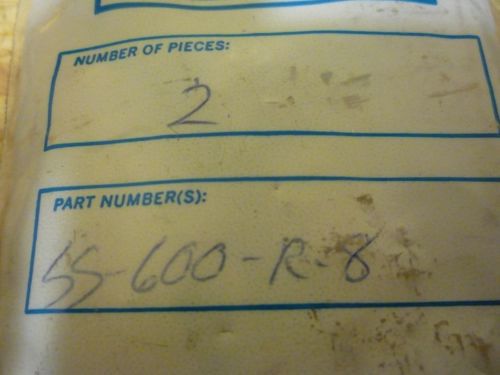 NUMBER OF PIECES:
2
PART NUMBER(S):
SS-600-R-8